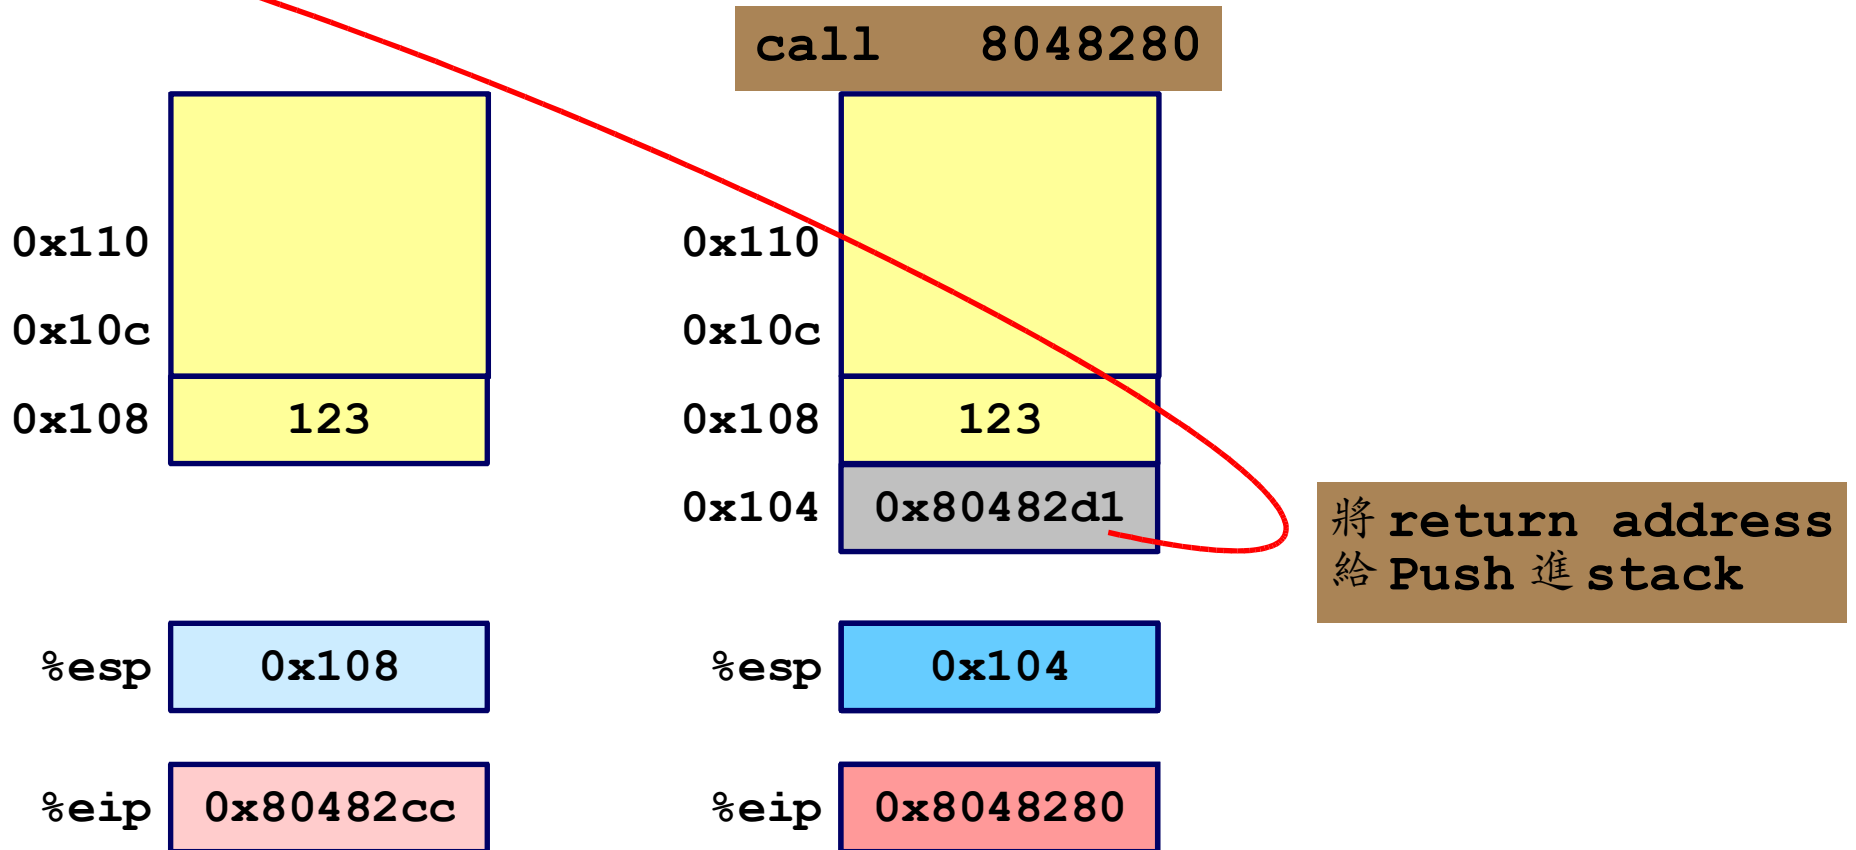 call 8048280
0x110
0x10c
0x108 123
%esp 0x108
%eip 0x80482cc
0x110
0x10c
0x108 123
0x104 0x80482d1
%esp 0x104
%eip 0x8048280
將 return address
給 Push 進 stack